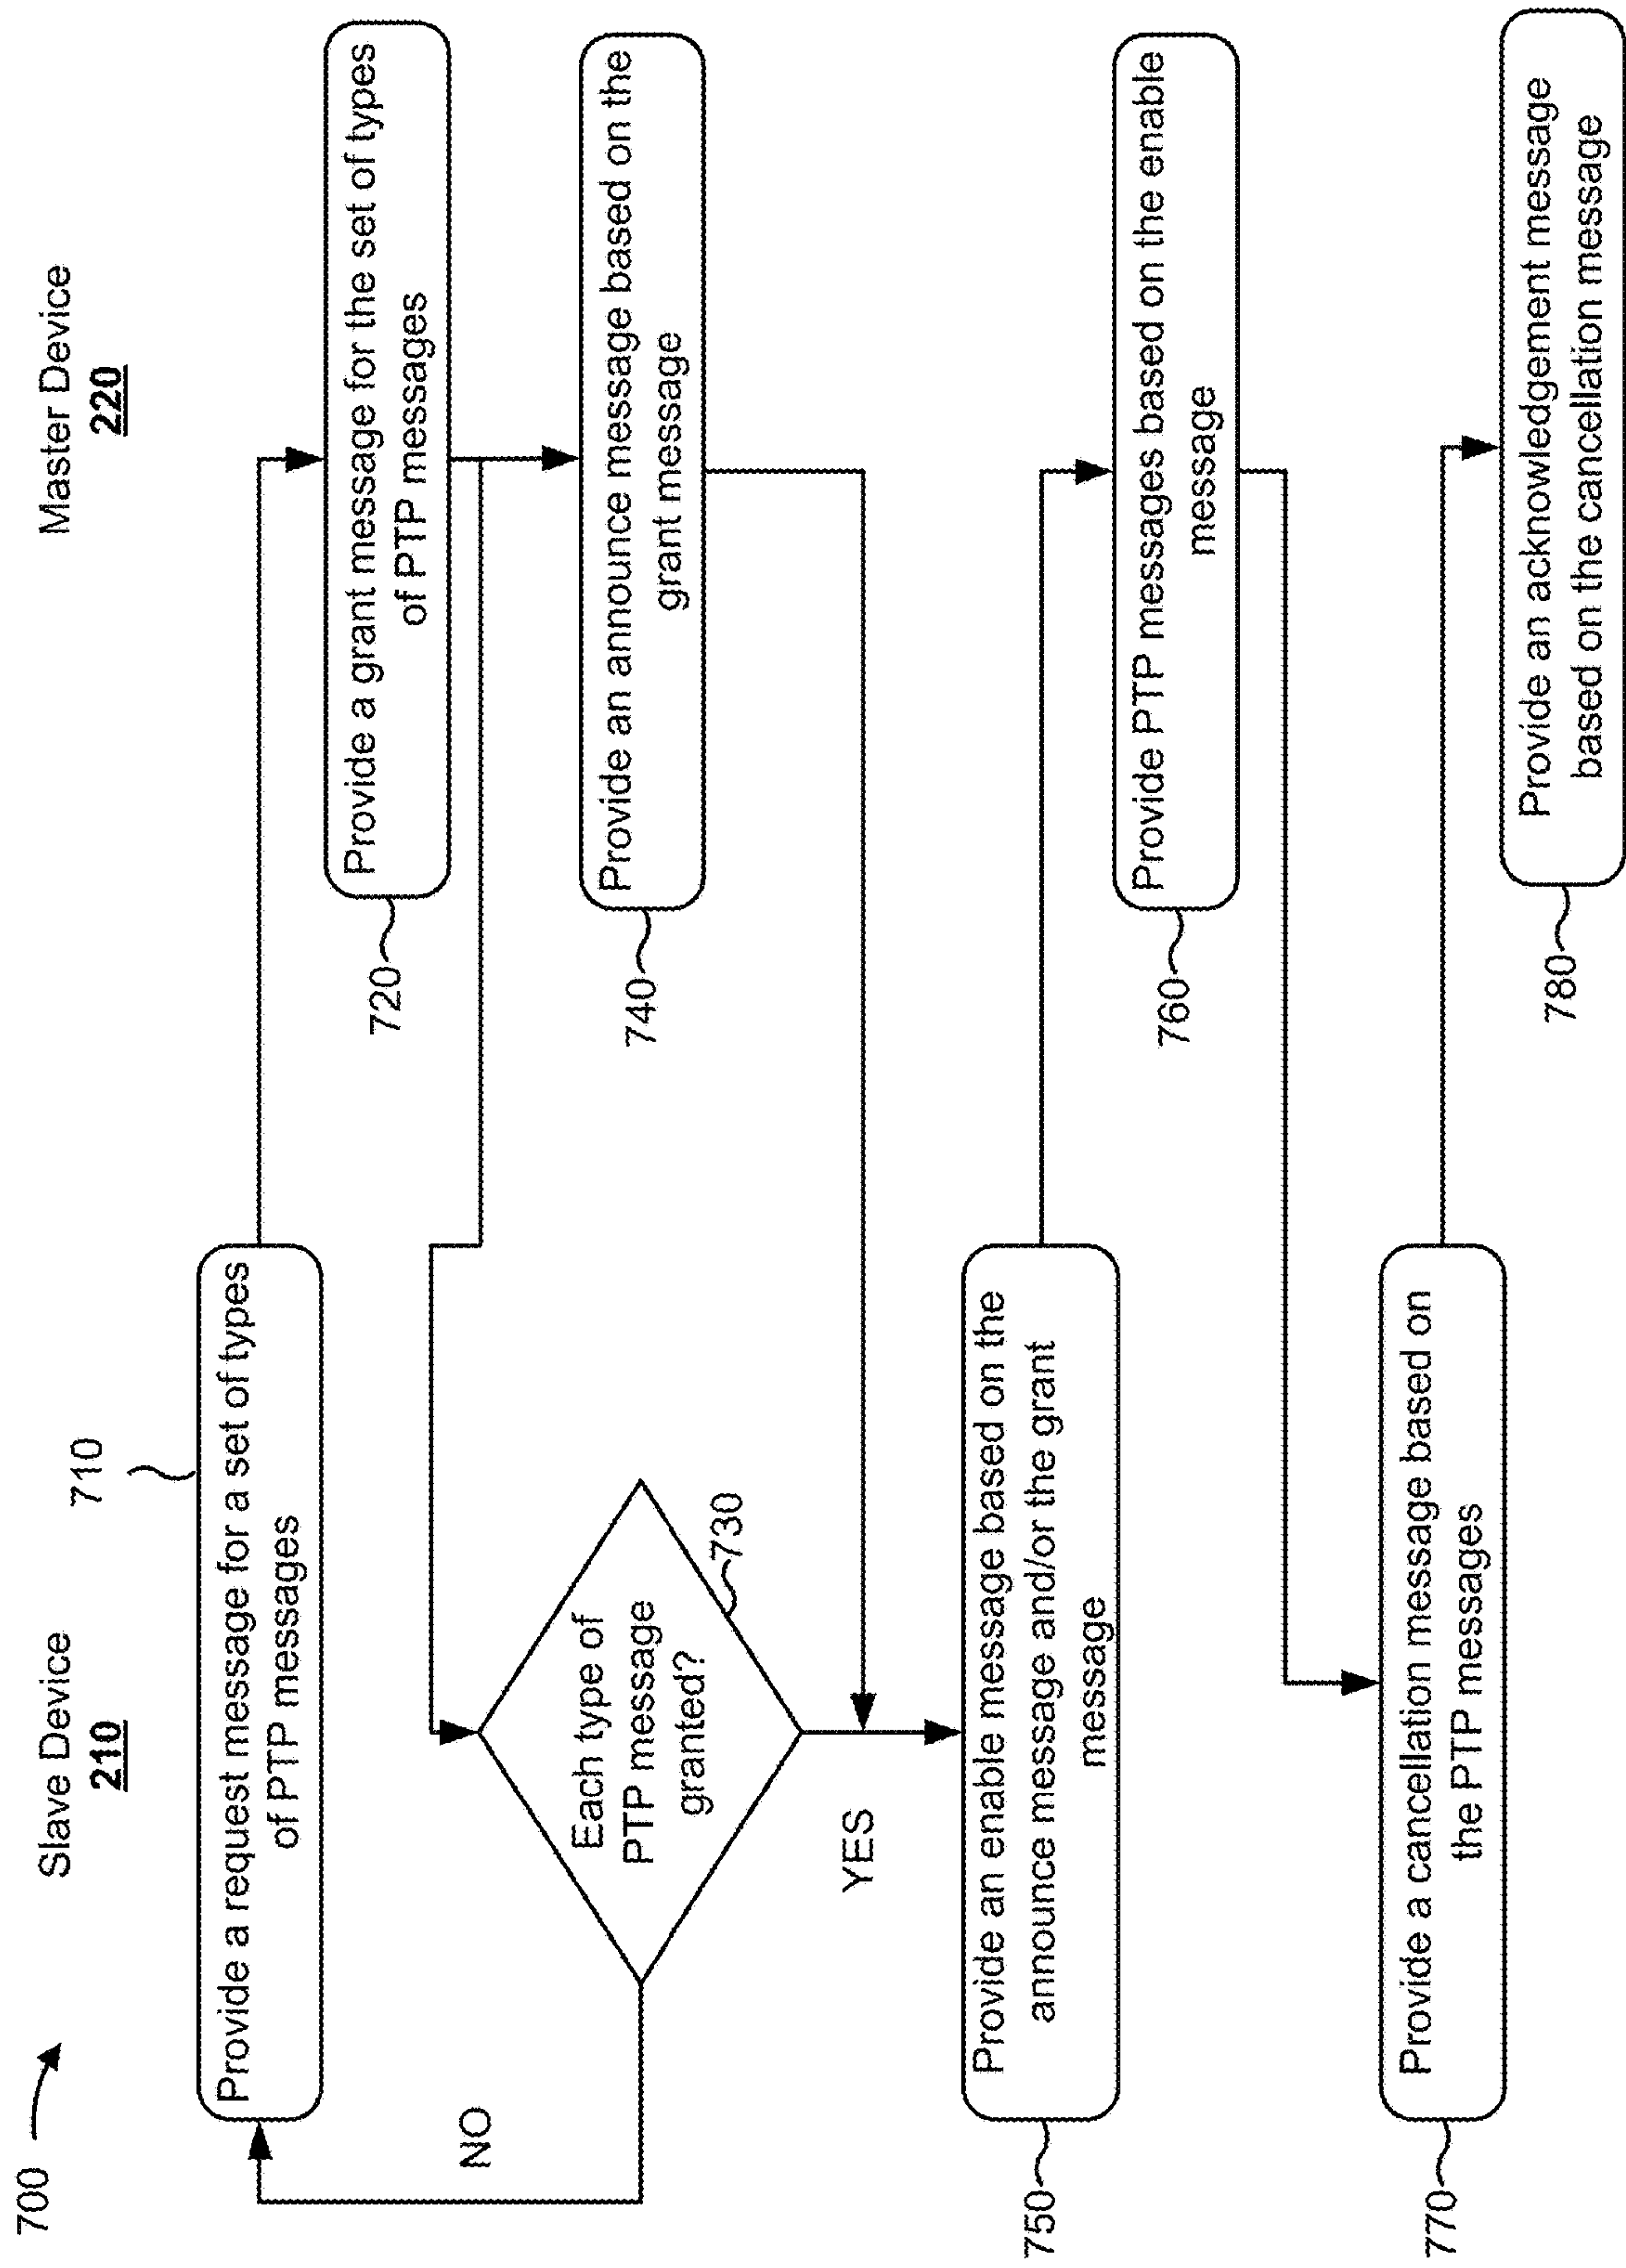 700
Slave Device
210
Master Device
220
710
Provide a request message for a set of types
of PTP messages
Provide a grant message for the set of types
of PTP messages
720
Each type of
PTP message
granted?
730
NO
YES
Provide an announce message based on the
grant message
740
Provide an enable message based on the
announce message and/or the grant
message
750
Provide PTP messages based on the enable
message
760
Provide a cancellation message based on
the PTP messages
770
Provide an acknowledgement message
based on the cancellation message
780